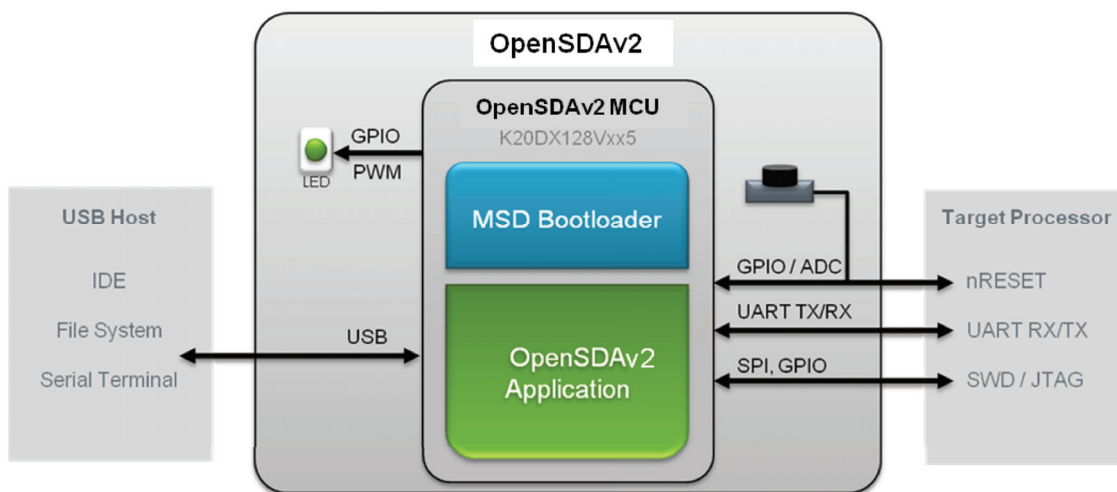 OpenSDAv2
OpenSDAv2 MCU
K20DX128Vxx5
GPIO
PWM
LED
MSD Bootloader
OpenSDAv2
Application
USB Host
IDE
File System
Serial Terminal
USB
GPIO / ADC
UART TX/RX
SPI, GPIO
Target Processor
nRESET
UART RX/TX
SWD / JTAG